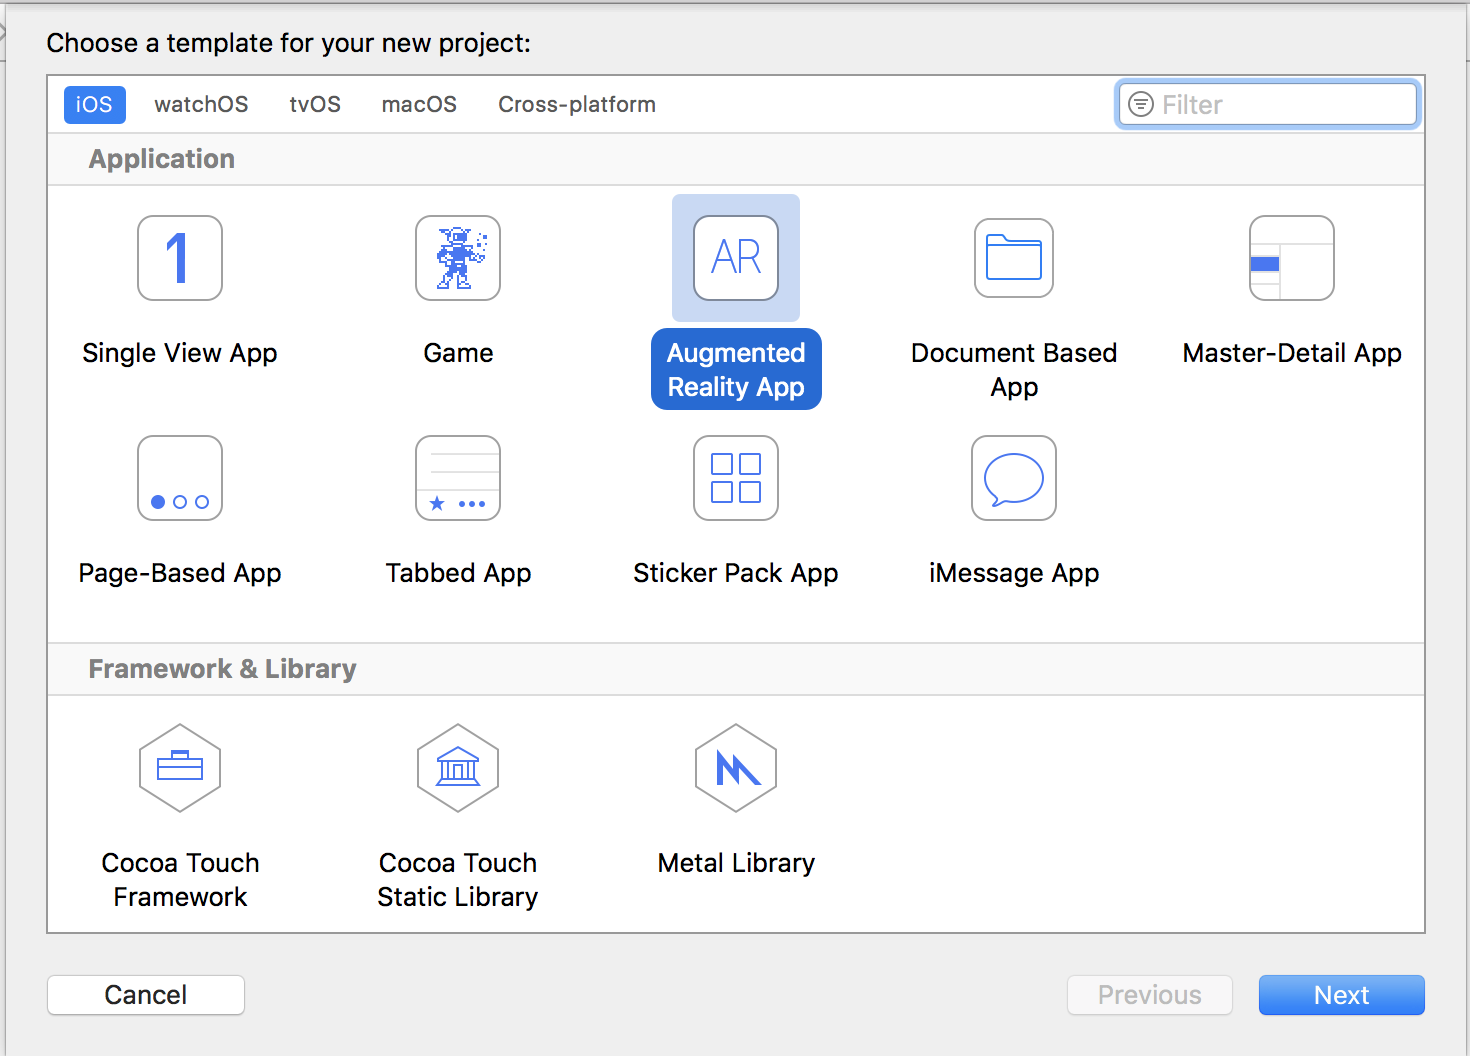 Choose a template for your new project:
iOS watchOS tvOS macOS Cross-platform Filter
Application
1 AR
Single View App Game Augmented Reality App Document Based App Master-Detail App
Page-Based App Tabbed App Sticker Pack App iMessage App
Framework & Library
Cocoa Touch Framework Cocoa Touch Static Library Metal Library
Cancel Previous Next